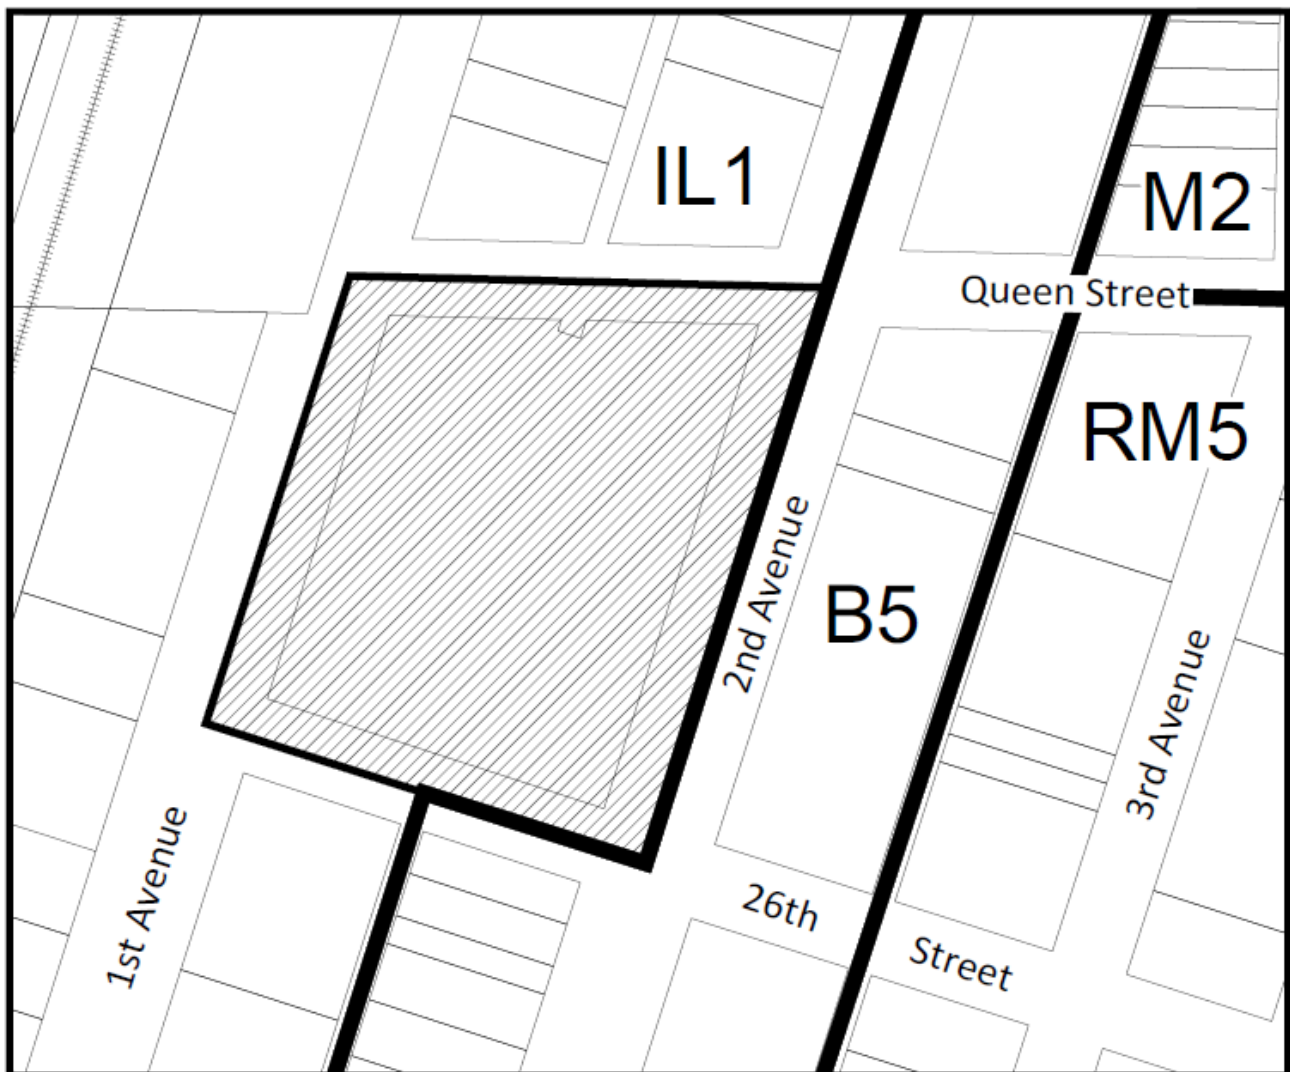 IL1
M2
Queen Street
RM5
2nd Avenue
B5
3rd Avenue
1st Avenue
26th
Street